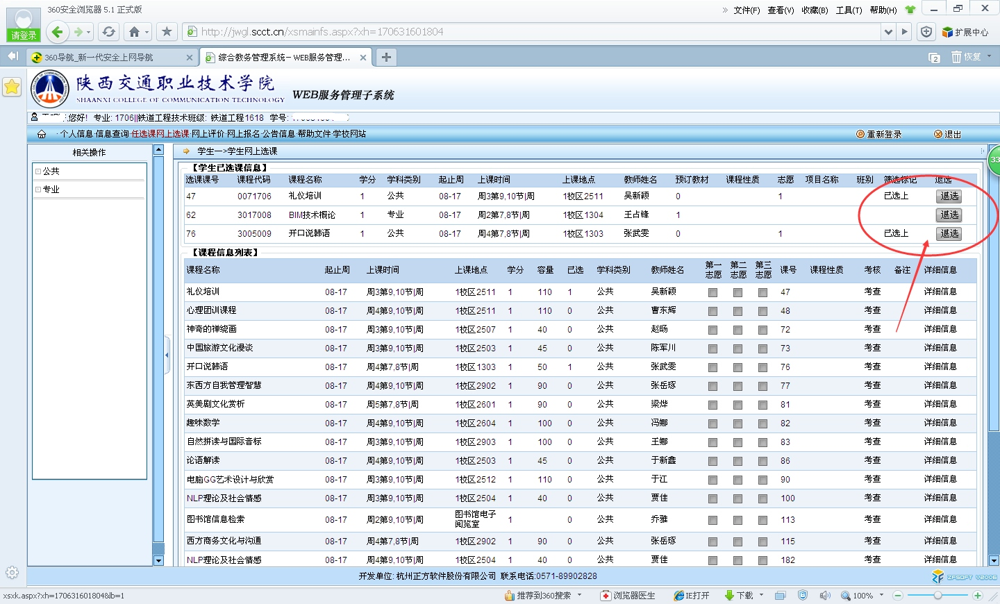 360安全浏览器 5.1 正式版
» 文件(F) 查看(V) 收藏(B) 工具(T) 帮助(H)
请登录
http://jwgl.scct.cn/xsmainfs.aspx?xh=170631601804
扩展中心
360导航_新一代安全上网导航
综合教务管理系统－WEB服务管理...
2
恢复
陕西交通职业技术学院
SHAANXI COLLEGE OF COMMUNICATION TECHNOLOGY
WEB服务管理子系统
您好! 专业: 1706||铁道工程技术班级: 铁道工程1618 学号:
个人信息 信息查询 任选课网上选课 网上评价 网上报名 公告信息 帮助文件 学校网站
重新登录 退出
相关操作
公共
专业
学生一>学生网上选课
33
【学生已选课信息】
选课课号 课程代码 课程名称 学分 学科类别 起止周 上课时间 上课地点 教师姓名 预订教材 课程性质 志愿 项目名称 班别 筛选标记 退选
47 0071706 礼仪培训 1 公共 08-17 周3第9,10节|周 1校区2511 吴新颖 0 1 已选上 退选
62 3017008 BIM技术概论 1 专业 08-17 周2第7,8节|周 1校区1304 王占锋 1 退选
76 3005009 开口说韩语 1 公共 08-17 周4第7,8节|周 1校区1303 张武雯 0 1 已选上 退选
【课程信息列表】
课程名称 起止周 上课时间 上课地点 学分 容量 已选 学科类别 教师姓名 第一志愿 第二志愿 第三志愿 课号 课程性质 考核 备注 详细信息
礼仪培训 08-17 周3第9,10节|周 1校区2511 1 110 1 公共 吴新颖 47 考查 详细信息
心理团训课程 08-17 周4第9,10节|周 1校区2511 1 110 0 公共 曹东辉 48 考查 详细信息
神奇的禅绕画 08-17 周3第9,10节|周 1校区2507 1 40 0 公共 赵旸 72 考查 详细信息
中国旅游文化漫谈 08-17 周3第9,10节|周 1校区2503 1 45 0 公共 陈军川 73 考查 详细信息
开口说韩语 08-17 周4第7,8节|周 1校区1303 1 50 1 公共 张武雯 76 考查 详细信息
东西方自我管理智慧 08-17 周4第9,10节|周 1校区2902 1 90 0 公共 张岳琢 77 考查 详细信息
英美剧文化赏析 08-17 周5第7,8节|周 1校区2601 1 90 0 公共 梁烨 81 考查 详细信息
趣味数学 08-17 周4第9,10节|周 1校区2604 1 100 0 公共 冯娜 82 考查 详细信息
自然拼读与国际音标 08-17 周3第9,10节|周 1校区2903 1 100 0 公共 王娜 83 考查 详细信息
论语解读 08-17 周4第9,10节|周 1校区2503 1 45 0 公共 于新鑫 86 考查 详细信息
电脑GG艺术设计与欣赏 08-17 周3第9,10节|周 1校区2512 1 110 0 公共 于江 90 考查 详细信息
NLP理论及社会情感 08-17 周3第9,10节|周 1校区2504 1 40 0 公共 贾佳 100 考查 详细信息
图书馆信息检索 08-17 周2第9,10节|周 图书馆电子阅览室 1 0 公共 乔雅 113 考查 详细信息
西方商务文化与沟通 08-17 周4第7,8节|周 1校区2902 1 90 0 公共 张岳琢 115 考查 详细信息
NLP理论及社会情感 08-17 周4第9,10节|周 1校区2504 1 40 0 公共 贾佳 182 考查 详细信息
开发单位: 杭州正方软件股份有限公司 联系电话:0571-89902828
ZFSOFT V2006
xsxk.aspx?xh=170631601804&lb=1
推荐到360搜索 浏览器医生 IE打开 下载 100%